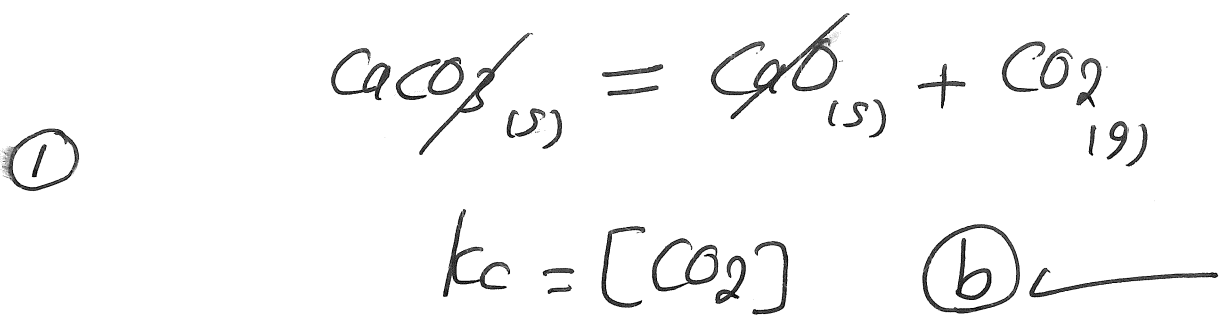 CaCO3 (s) = CaO (s) + CO2 (g)
1
kc = [CO2] b